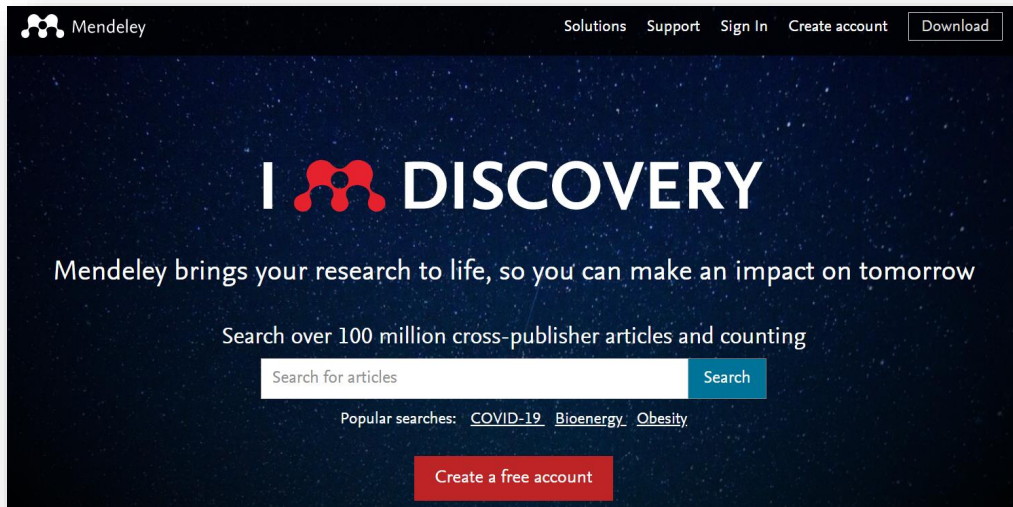 Mendeley Solutions Support Sign In Create account Download
I DISCOVERY
Mendeley brings your research to life, so you can make an impact on tomorrow
Search over 100 million cross-publisher articles and counting
Search for articles Search
Popular searches: COVID-19 Bioenergy Obesity
Create a free account